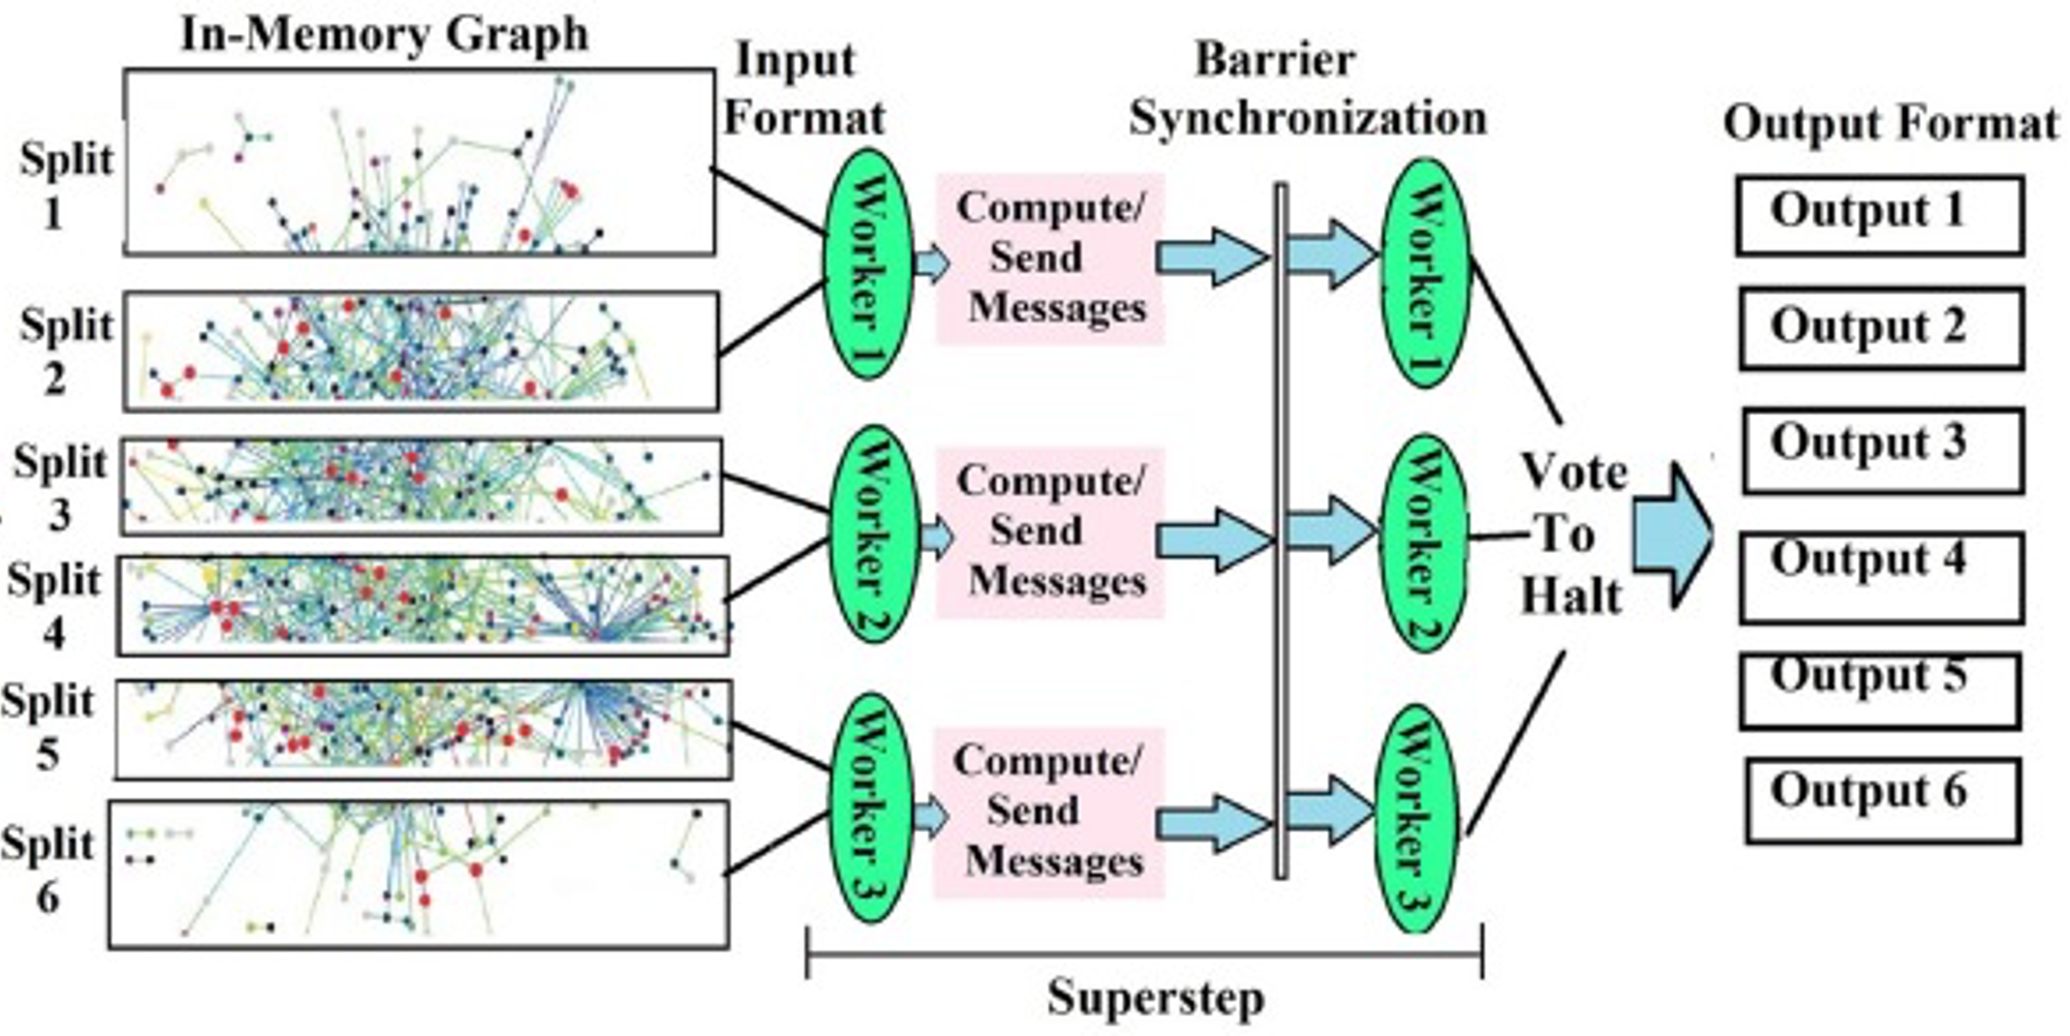 In-Memory Graph
Split
1
Split
2
Split
3
Split
4
Split
5
Split
6
Input
Format
Worker 1
Worker 2
Worker 3
Compute/
Send
Messages
Compute/
Send
Messages
Compute/
Send
Messages
Barrier
Synchronization
Worker 1
Worker 2
Worker 3
Superstep
Vote
To
Halt
Output Format
Output 1
Output 2
Output 3
Output 4
Output 5
Output 6